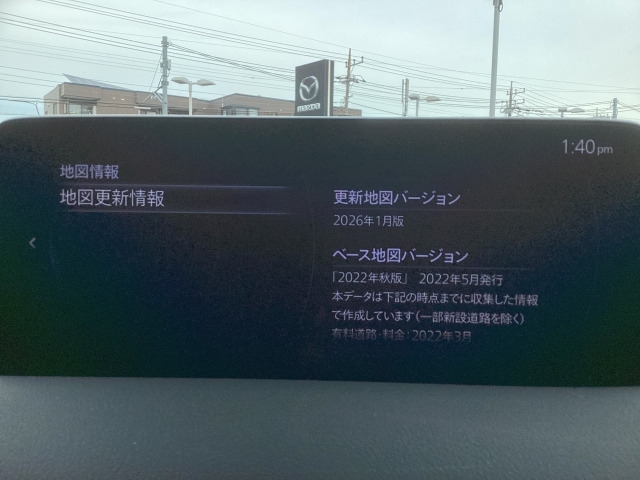 1:40pm
地図情報
地図更新情報
更新地図バージョン
2026年1月版
ベース地図バージョン
「2022年秋版」 2022年5月発行
本データは下記の時点までに収集した情報
で作成しています(一部新設道路を除く)
有料道路・料金:2022年3月